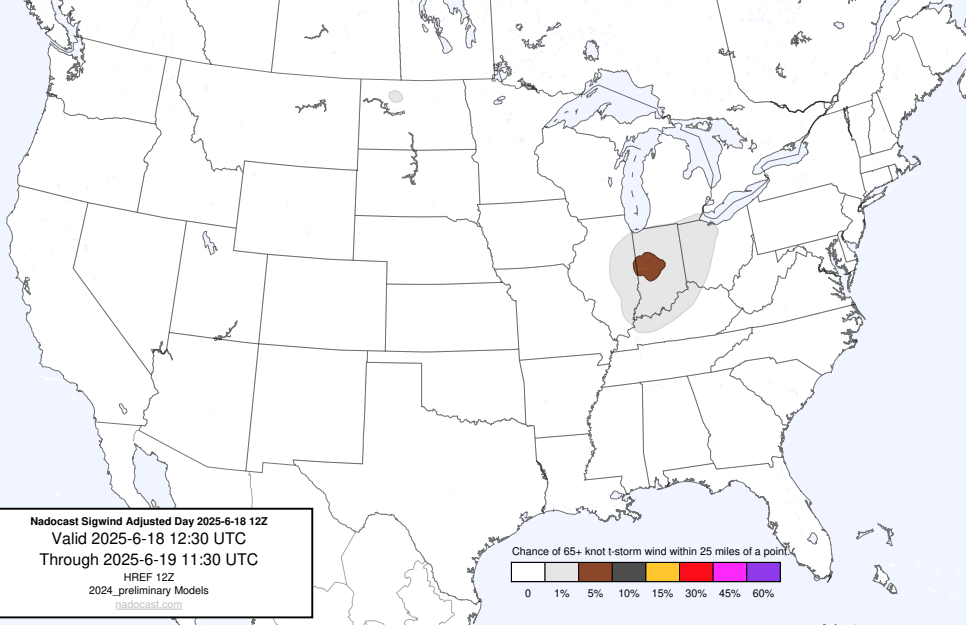 Nadocast Sigwind Adjusted Day 2025-6-18 12Z
Valid 2025-6-18 12:30 UTC
Through 2025-6-19 11:30 UTC
HREF 12Z
2024_preliminary Models
nadocast.com
Chance of 65+ knot t-storm wind within 25 miles of a point.
0 1% 5% 10% 15% 30% 45% 60%